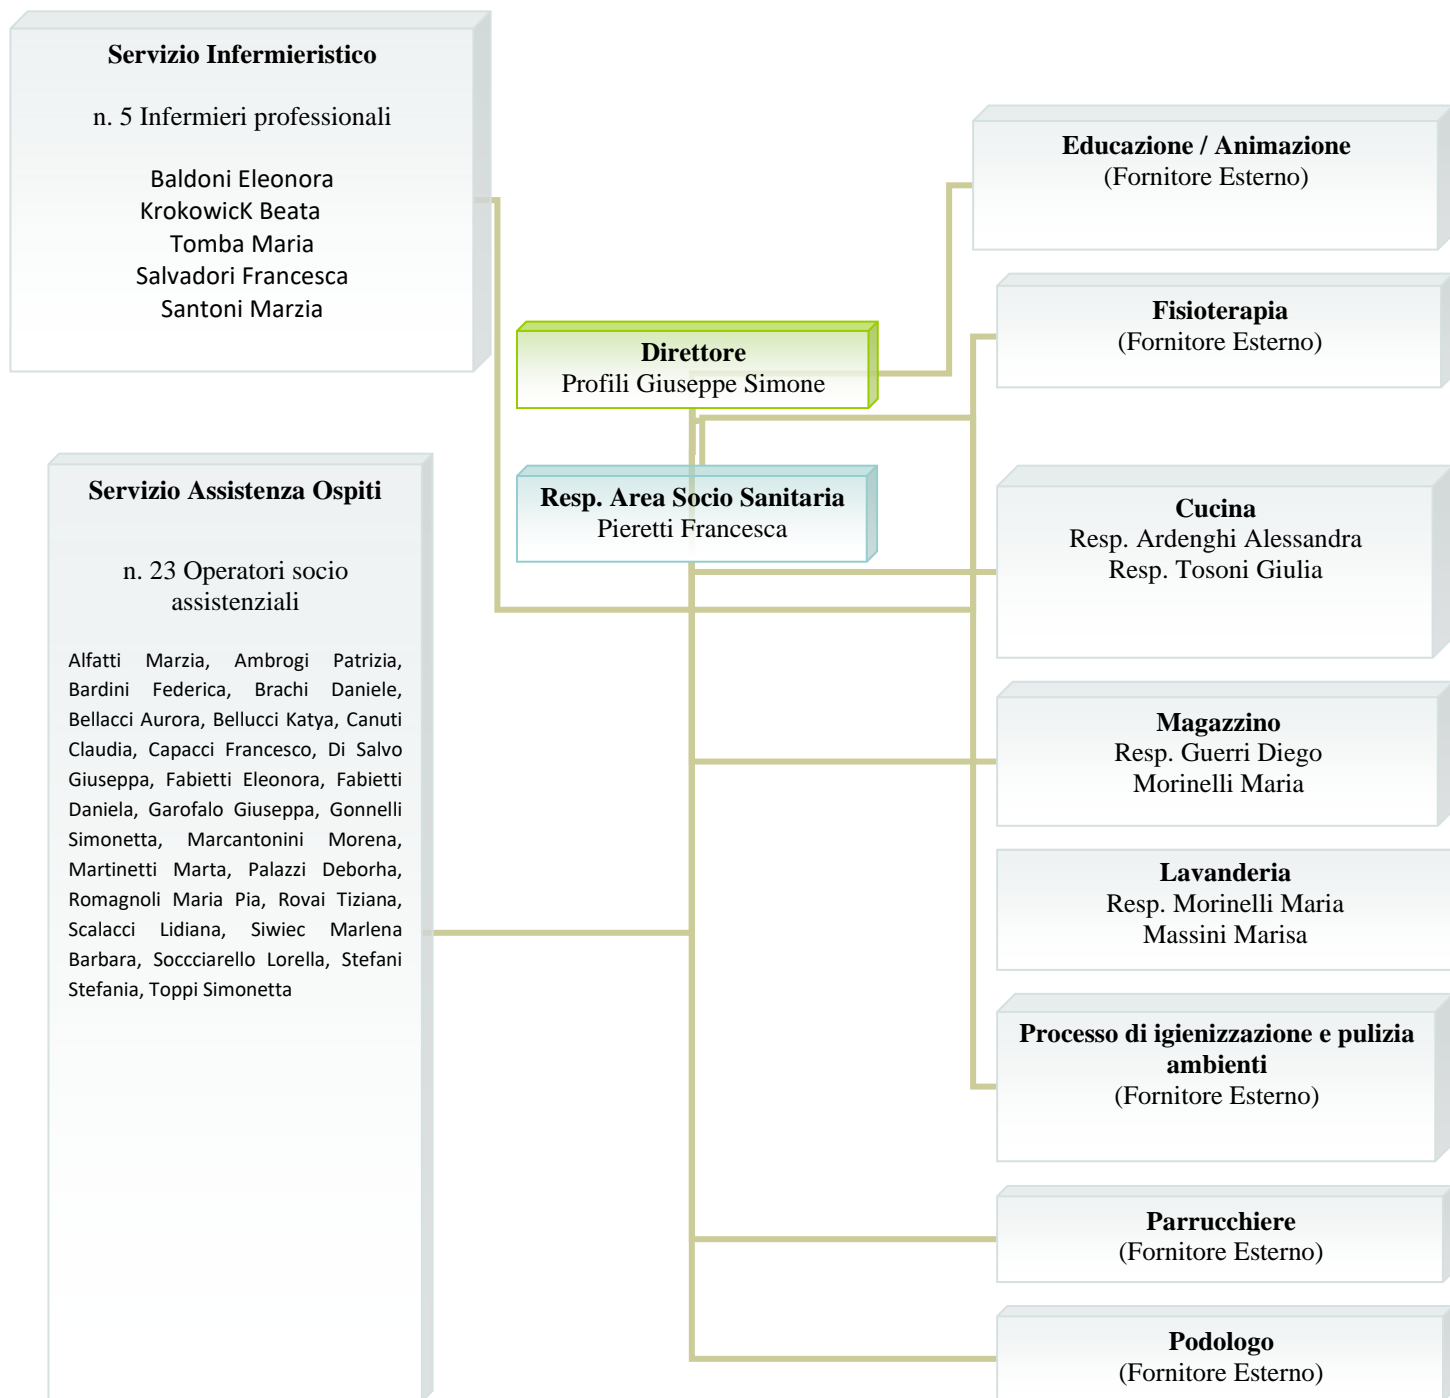 Servizio Infermieristico
n. 5 Infermieri professionali
Baldoni Eleonora
KrokowicK Beata
Tomba Maria
Salvadori Francesca
Santoni Marzia
Educazione / Animazione
(Fornitore Esterno)
Fisioterapia
(Fornitore Esterno)
Direttore
Profili Giuseppe Simone
Resp. Area Socio Sanitaria
Pieretti Francesca
Servizio Assistenza Ospiti
n. 23 Operatori socio
assistenziali
Alfatti Marzia, Ambrogi Patrizia,
Bardini Federica, Brachi Daniele,
Bellacci Aurora, Bellucci Katya, Canuti
Claudia, Capacci Francesco, Di Salvo
Giuseppa, Fabietti Eleonora, Fabietti
Daniela, Garofalo Giuseppa, Gonnelli
Simonetta, Marcantonini Morena,
Martinetti Marta, Palazzi Deborha,
Romagnoli Maria Pia, Rovai Tiziana,
Scalacci Lidiana, Siwiec Marlena
Barbara, Soccciarello Lorella, Stefani
Stefania, Toppi Simonetta
Cucina
Resp. Ardenghi Alessandra
Resp. Tosoni Giulia
Magazzino
Resp. Guerri Diego
Morinelli Maria
Lavanderia
Resp. Morinelli Maria
Massini Marisa
Processo di igienizzazione e pulizia
ambienti
(Fornitore Esterno)
Parrucchiere
(Fornitore Esterno)
Podologo
(Fornitore Esterno)